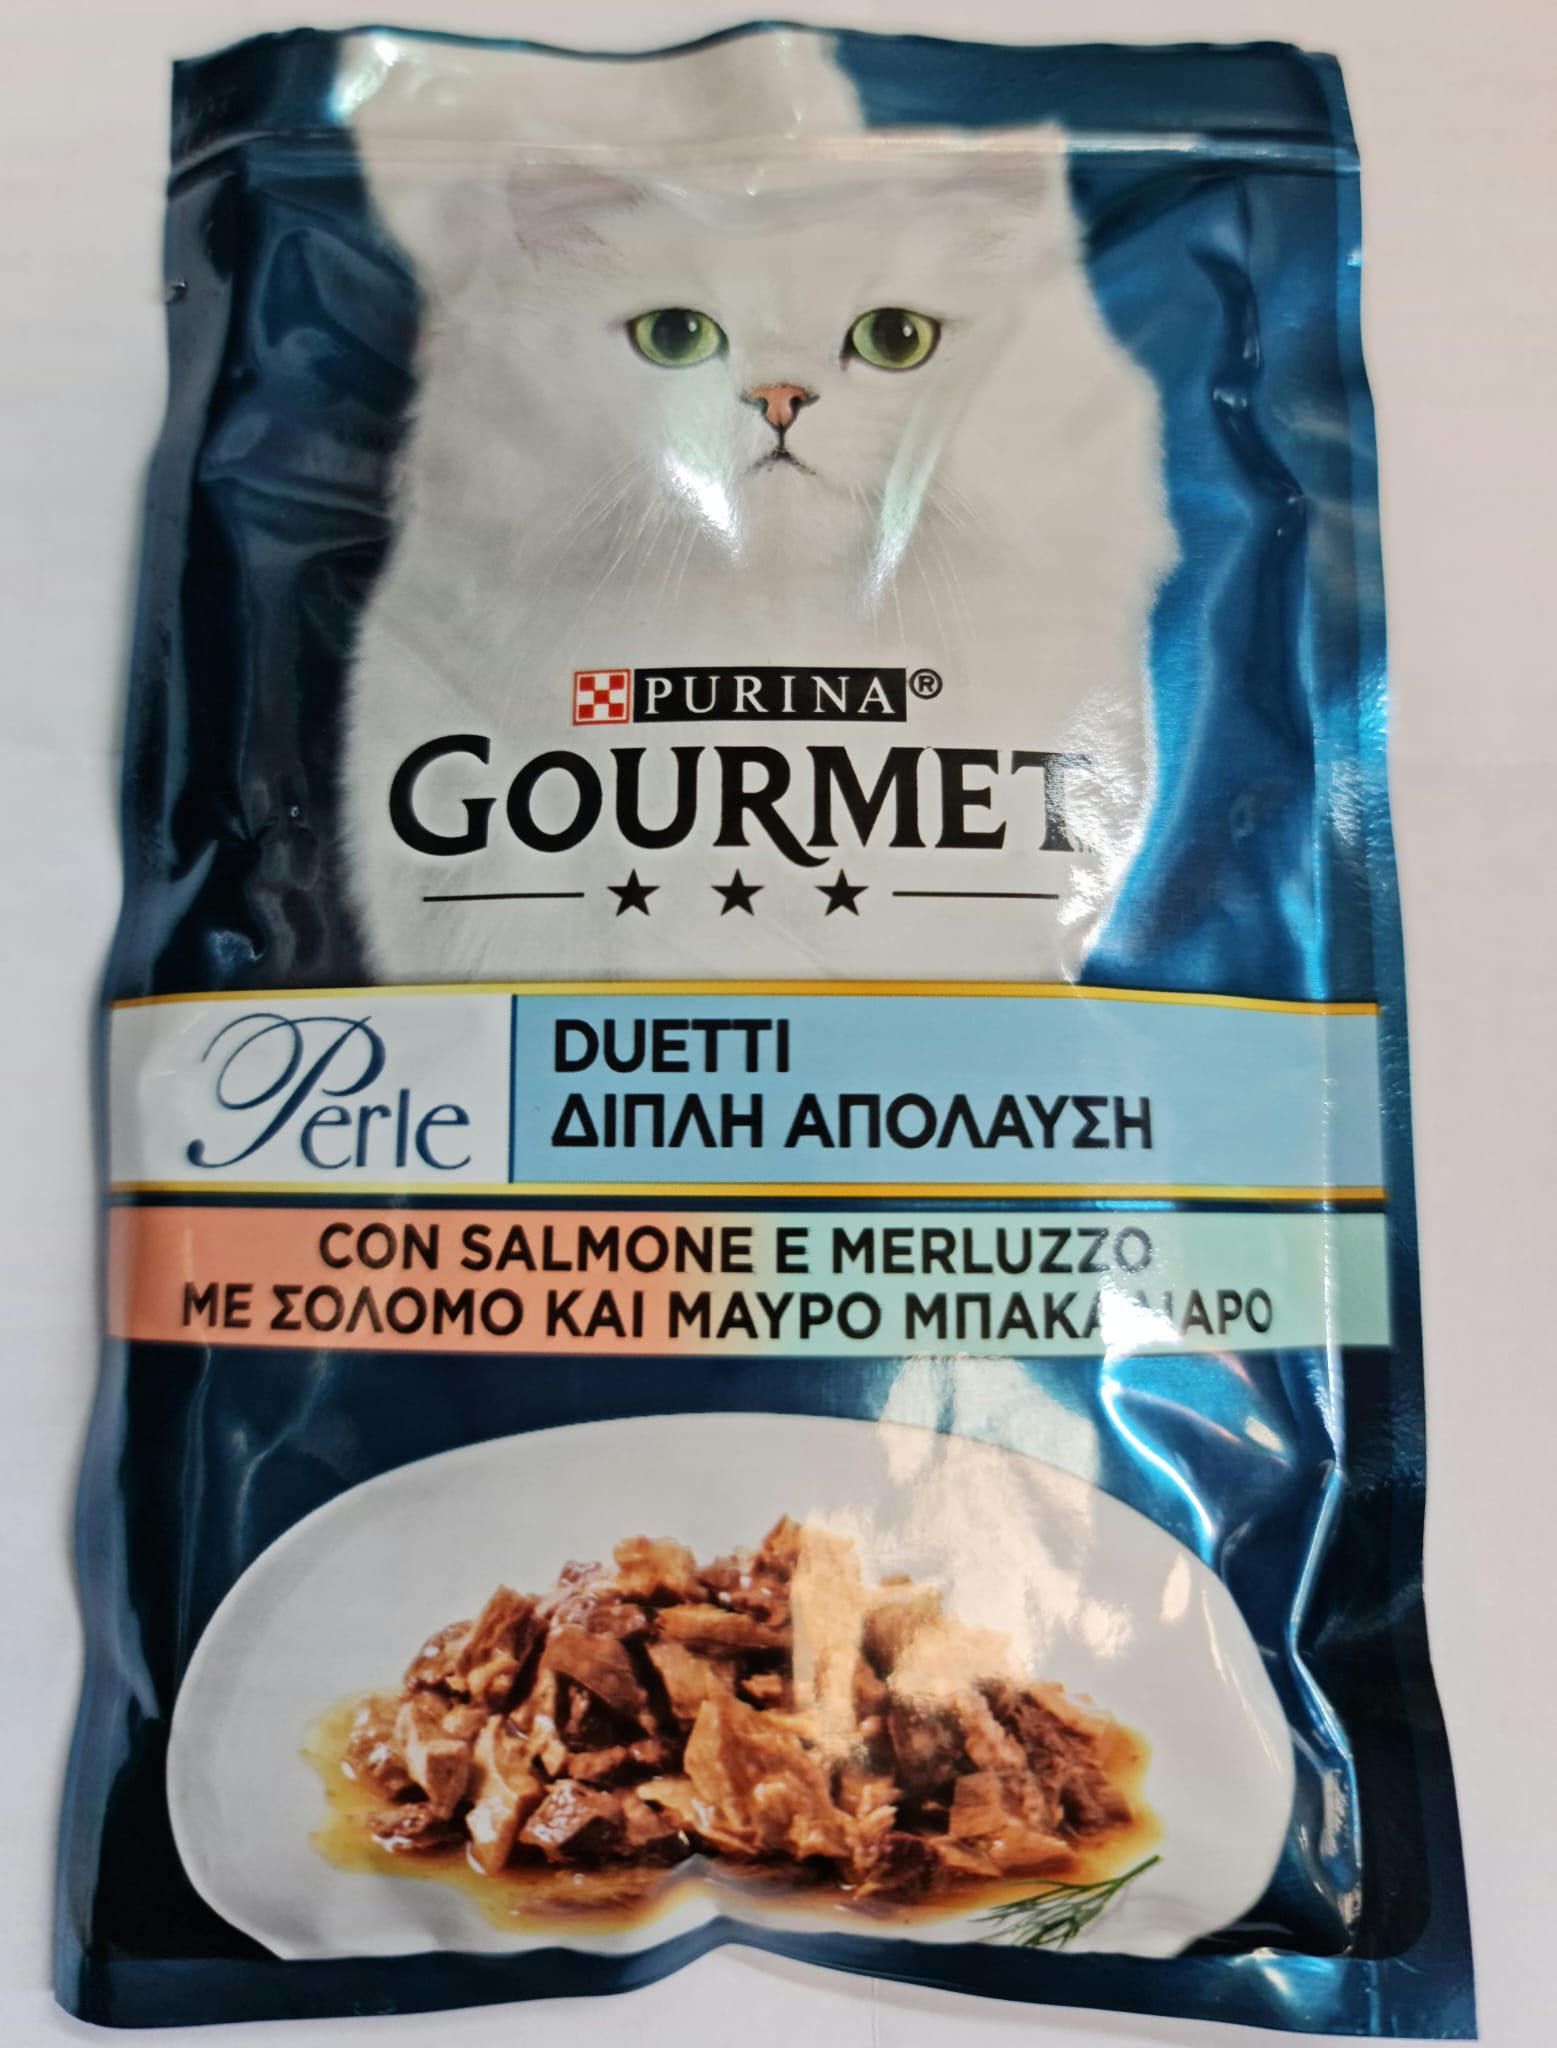 PURINA®
GOURMET
Perle
DUETTI
ΔΙΠΛΗ ΑΠΟΛΑΥΣΗ
CON SALMONE E MERLUZZO
ΜΕ ΣΟΛΟΜΟ ΚΑΙ ΜΑΥΡΟ